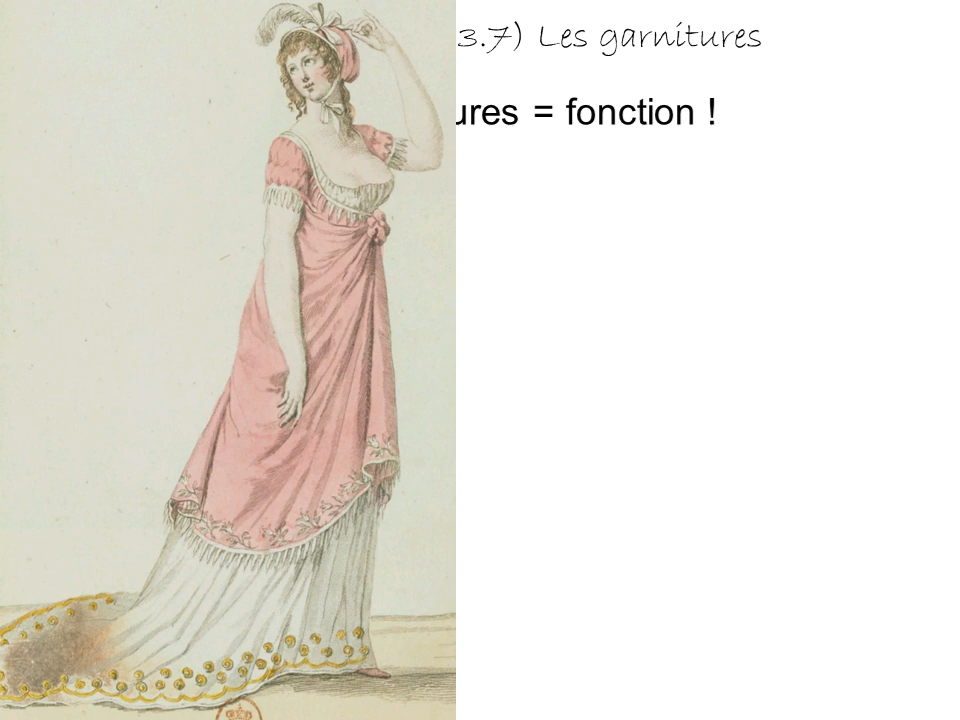 3.7) Les garnitures
ures = fonction !